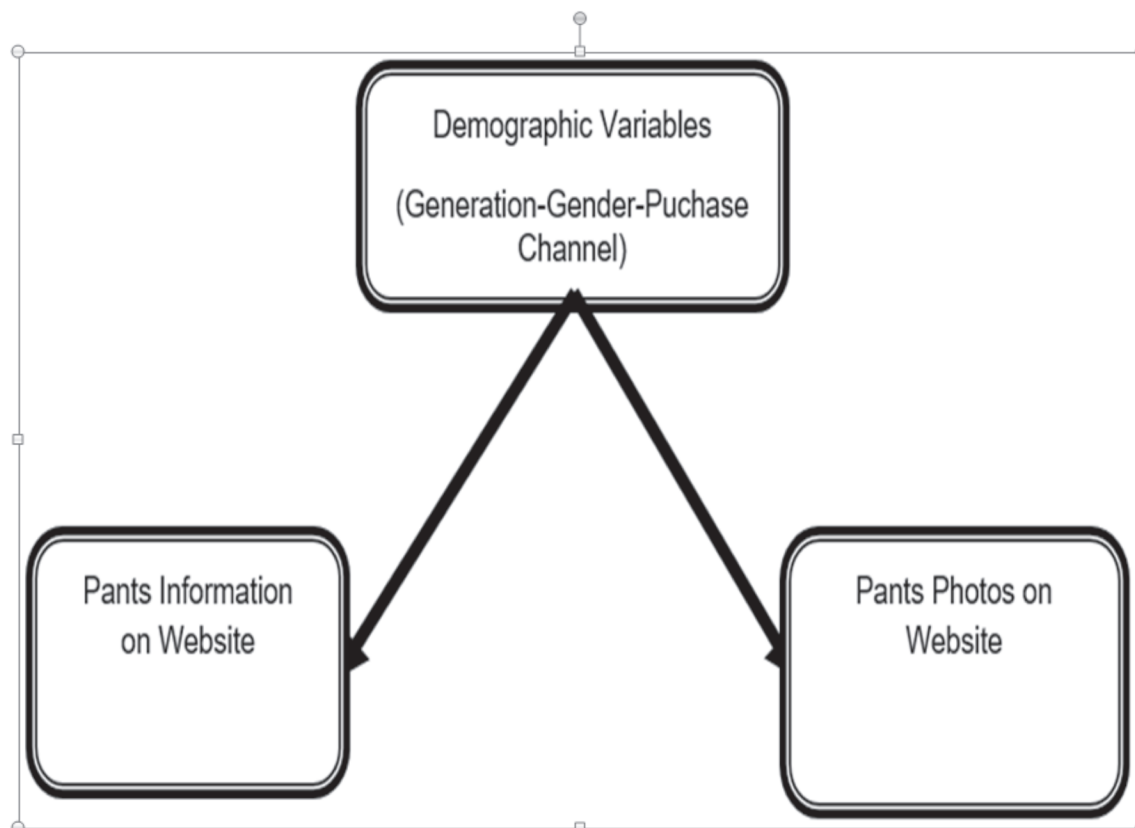 Demographic Variables
(Generation-Gender-Puchase
Channel)
Pants Information
on Website
Pants Photos on
Website